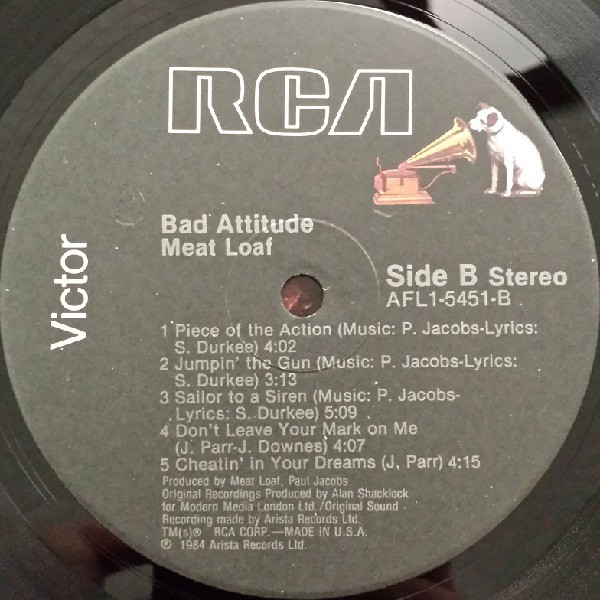 RCA
Victor
Bad Attitude
Meat Loaf
Side B Stereo
AFL1-5451-B
1 Piece of the Action (Music: P. Jacobs-Lyrics:
S. Durkee) 4:02
2 Jumpin' the Gun (Music: P. Jacobs-Lyrics:
S. Durkee) 3:13
3 Sailor to a Siren (Music: P. Jacobs-
Lyrics: S. Durkee) 5:09
4 Don't Leave Your Mark on Me
(J. Parr-J. Downes) 4:07
5 Cheatin' in Your Dreams (J. Parr) 4:15
Produced by Meat Loaf, Paul Jacobs
Original Recordings Produced by Alan Shacklock
for Modern Media London Ltd./Original Sound
Recording made by Arista Records Ltd.
TM(s)® RCA CORP.—MADE IN U.S.A.
℗ 1984 Arista Records Ltd.